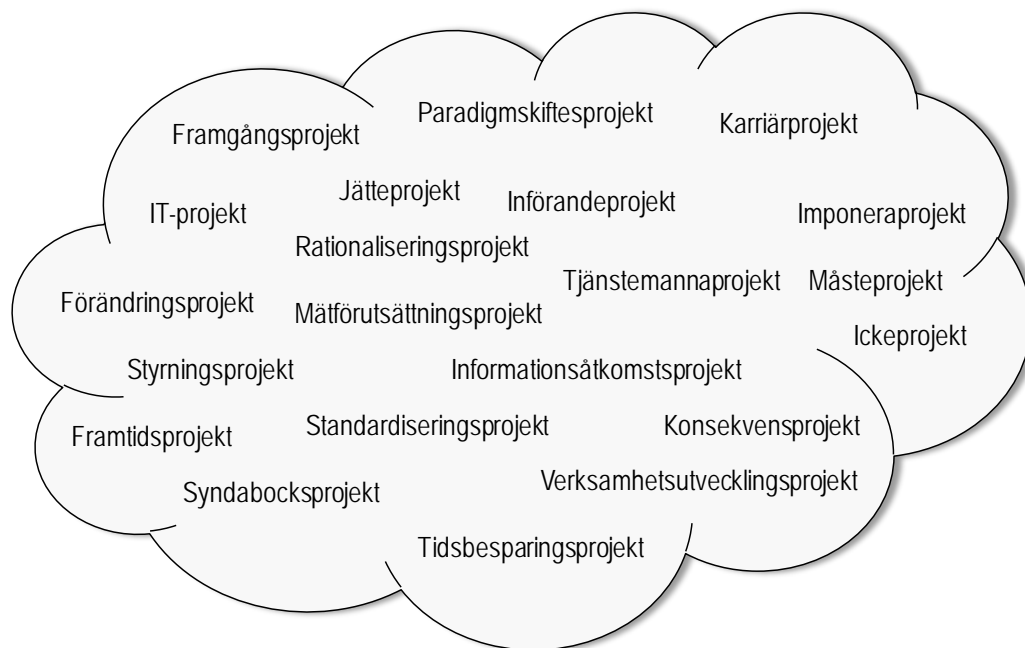 Paradigmskiftesprojekt
Karriärprojekt
Framgångsprojekt
Jätteprojekt
Införandeprojekt
IT-projekt
Imponeraprojekt
Rationaliseringsprojekt
Tjänstemannaprojekt
Måsteprojekt
Förändringsprojekt
Mätförutsättningsprojekt
Ickeprojekt
Styrningsprojekt
Informationsåtkomstsprojekt
Standardiseringsprojekt
Konsekvensprojekt
Framtidsprojekt
Verksamhetsutvecklingsprojekt
Syndabocksprojekt
Tidsbesparingsprojekt